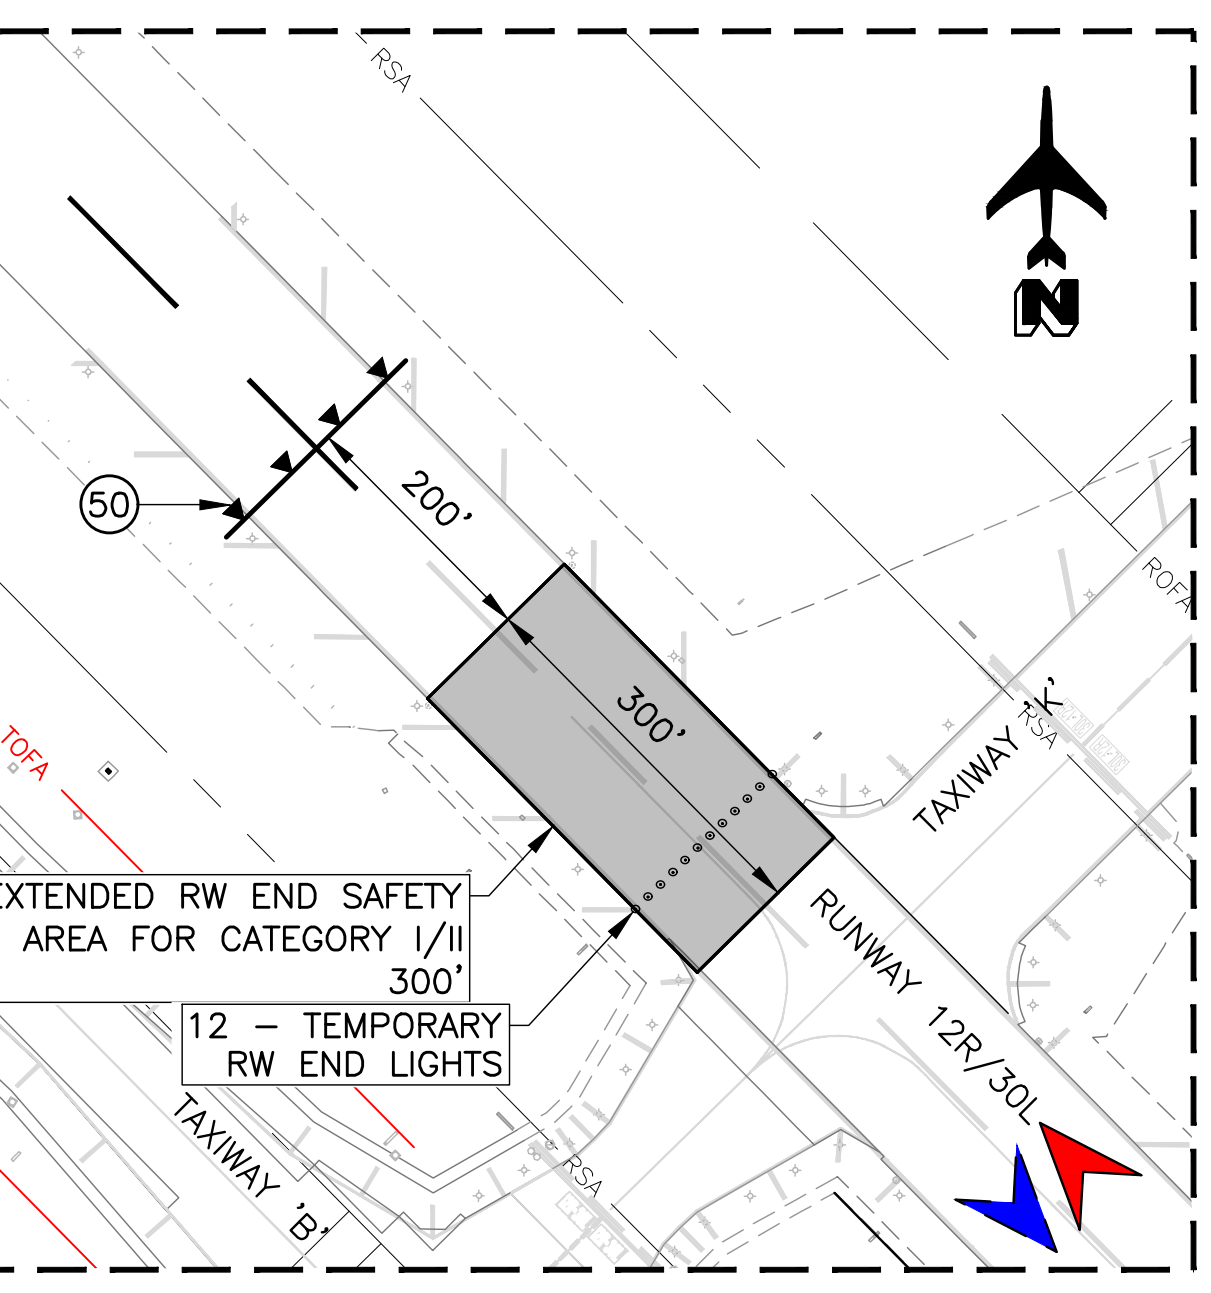 RSA
N
200'
50
ROFA
300'
TAXIWAY 'K'
RSA
TOFA
EXTENDED RW END SAFETY
AREA FOR CATEGORY I/II
300'
RUNWAY 12R/30L
12 – TEMPORARY
RW END LIGHTS
TAXIWAY 'B'
RSA